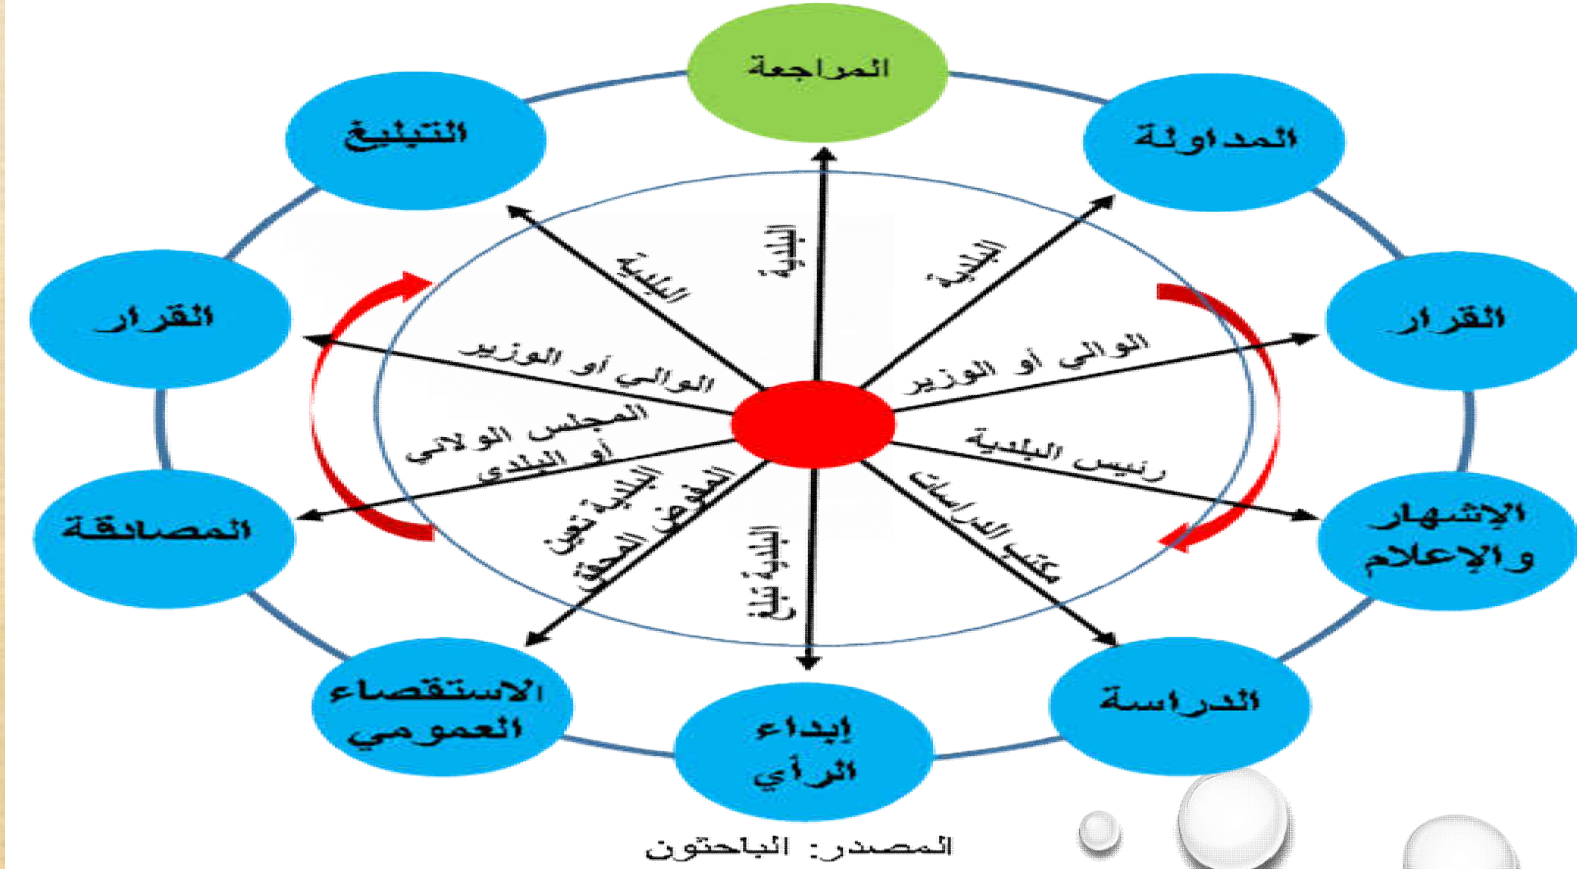 المراجعة
المداولة
القرار
الإشهار
والإعلام
الدراسة
إبداء
الرأي
الاستقصاء
العمومي
المصادقة
القرار
التبليغ
البلدية
البلدية
الوالي أو الوزير
رئيس البلدية
مكتب الدراسات
البلدية تبلغ
البلدية تعين
المفوض المحقق
المجلس الولائي
أو البلدي
الوالي أو الوزير
البلدية
المصدر: الباحثون